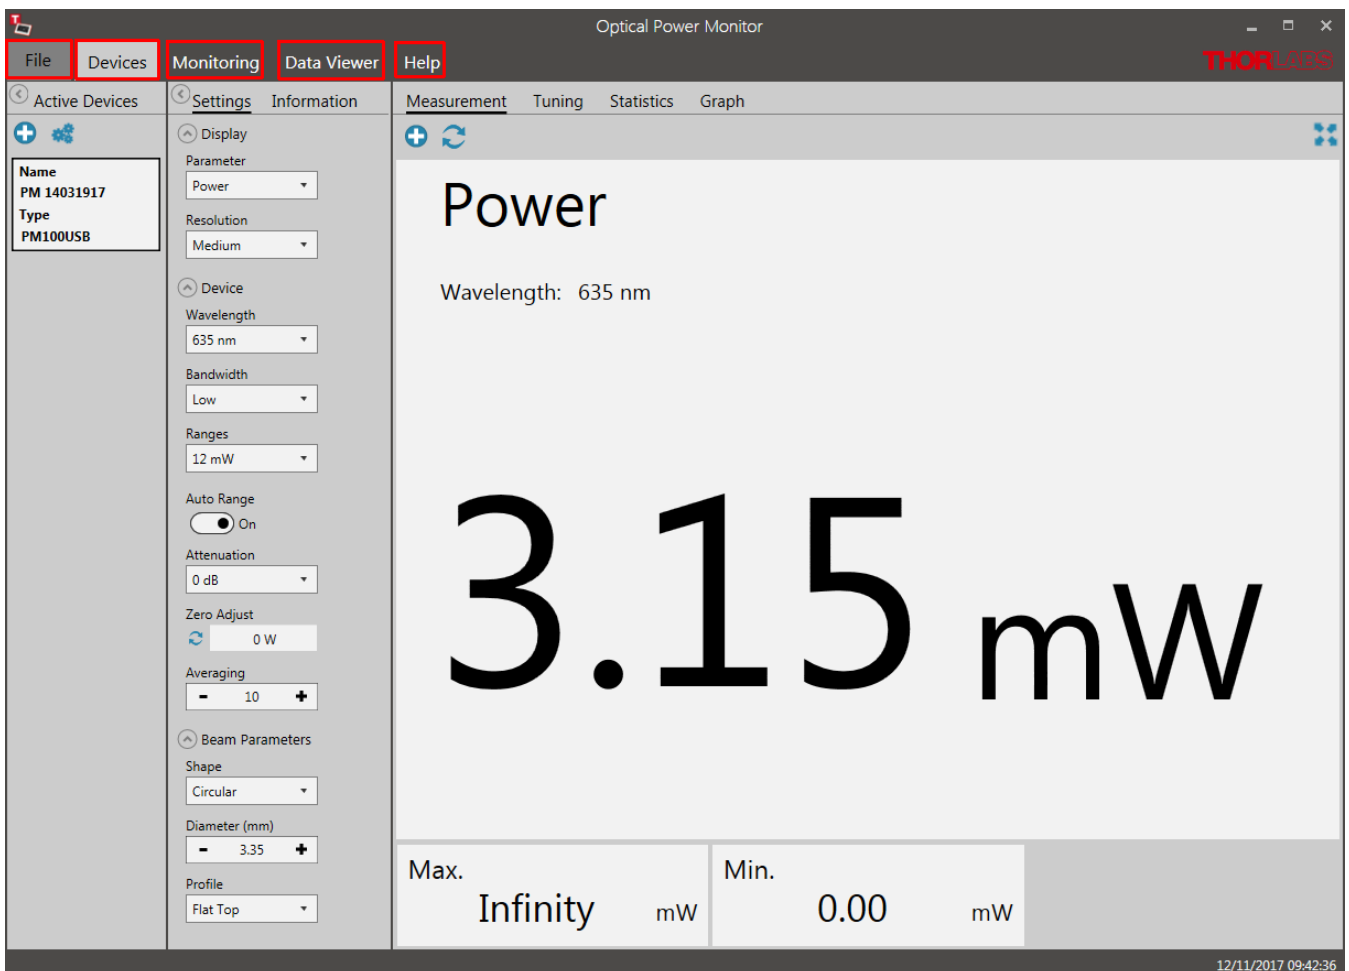 Optical Power Monitor
File Devices Monitoring Data Viewer Help
THORLABS
Active Devices
Name
PM 14031917
Type
PM100USB
Settings Information
Display
Parameter
Power
Resolution
Medium
Device
Wavelength
635 nm
Bandwidth
Low
Ranges
12 mW
Auto Range
On
Attenuation
0 dB
Zero Adjust
0 W
Averaging
- 10 +
Beam Parameters
Shape
Circular
Diameter (mm)
- 3.35 +
Profile
Flat Top
Measurement Tuning Statistics Graph
Power
Wavelength: 635 nm
3.15 mW
Max.
Infinity mW
Min.
0.00 mW
12/11/2017 09:42:36